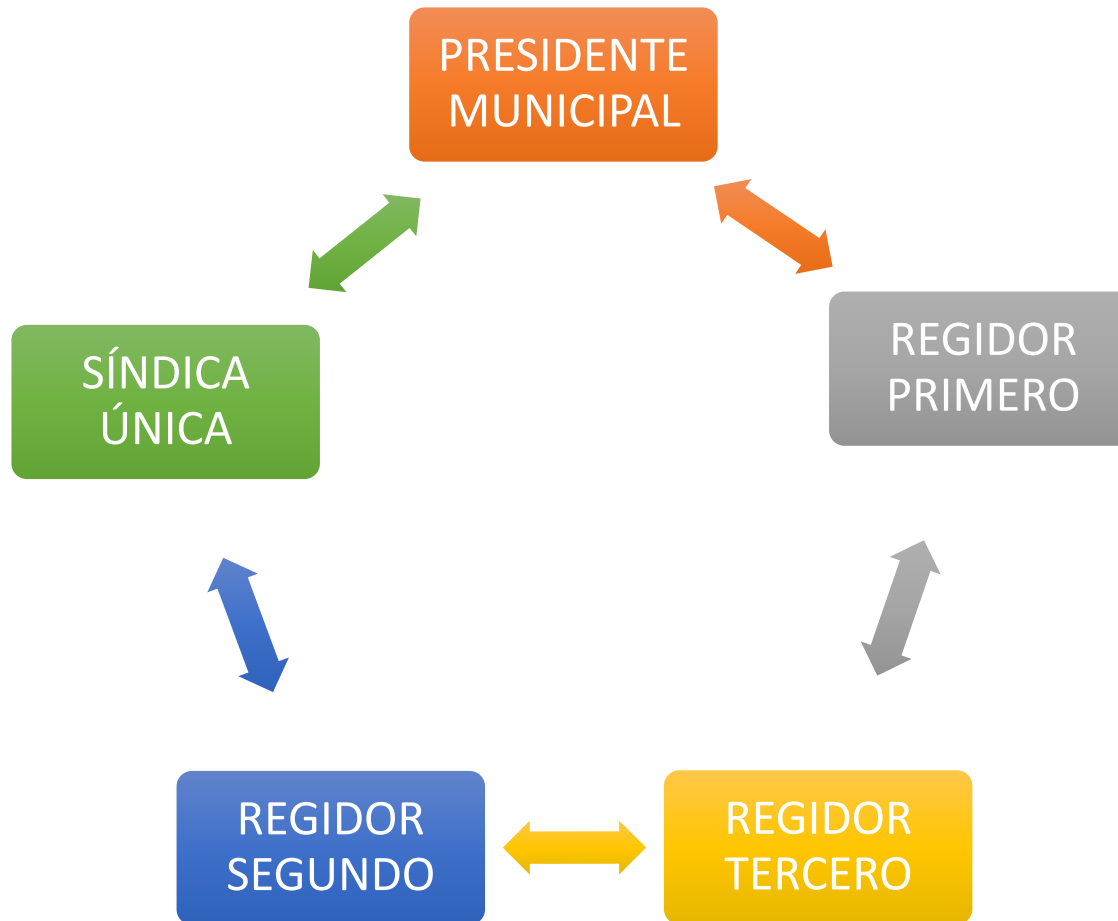 PRESIDENTE
MUNICIPAL
REGIDOR
PRIMERO
SÍNDICA
ÚNICA
REGIDOR
SEGUNDO
REGIDOR
TERCERO